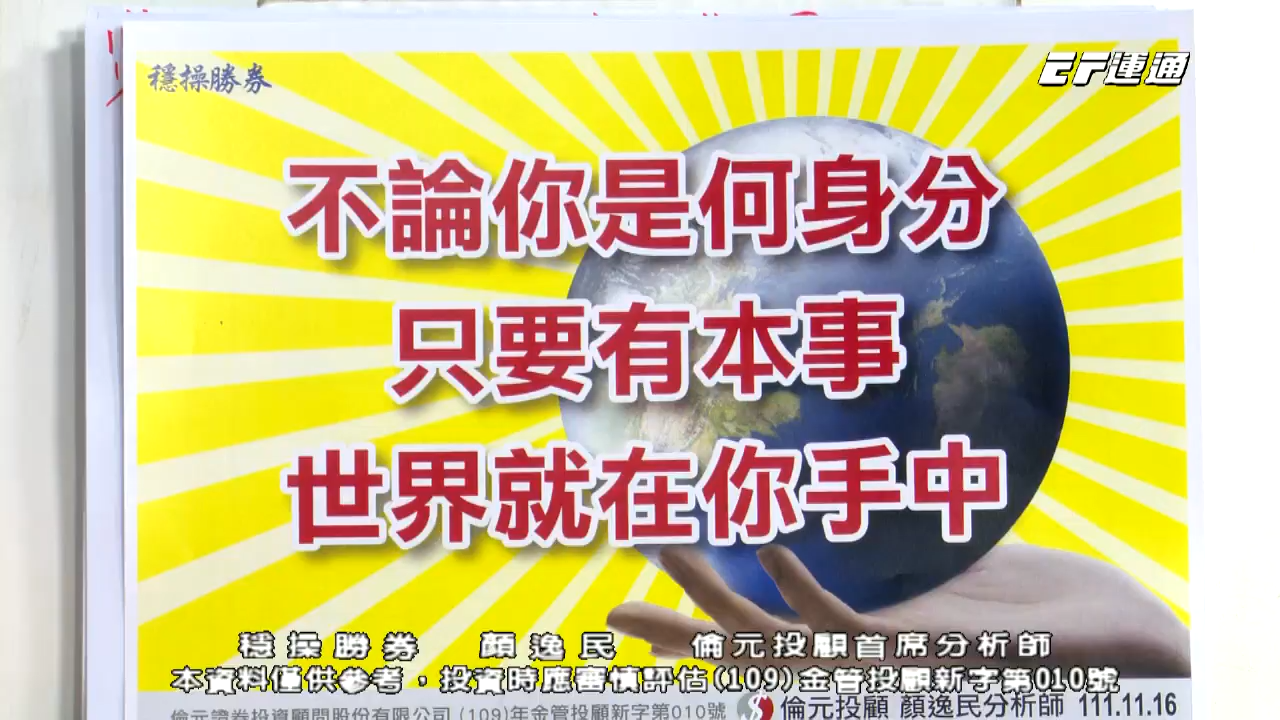 穩操勝券
EF運通
不論你是何身分
只要有本事
世界就在你手中
穩操勝券 顏逸民 倫元投顧首席分析師
本資料僅供參考，投資時應審慎評估(109)金管投顧新字第010號
倫元證券投資顧問股份有限公司 (109)年金管投顧新字第010號
倫元投顧 顏逸民分析師 111.11.16